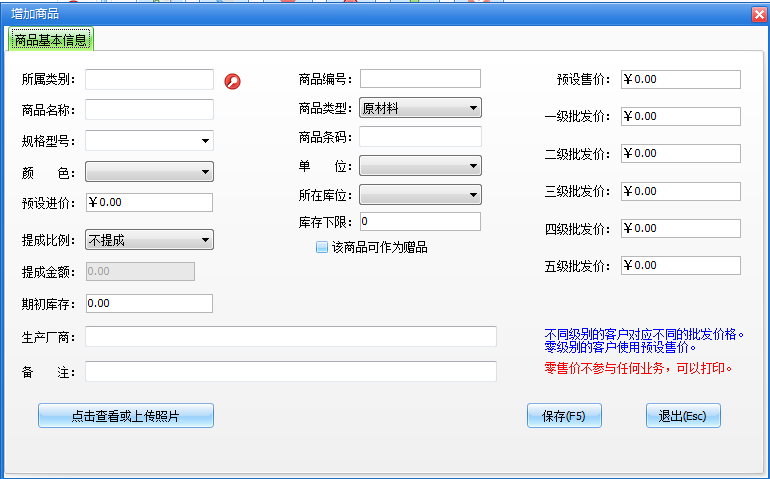 增加商品
商品基本信息
所属类别：
商品编号：
预设售价： ￥0.00
商品名称：
商品类型： 原材料
一级批发价： ￥0.00
规格型号：
商品条码：
二级批发价： ￥0.00
颜 色：
单 位：
三级批发价： ￥0.00
预设进价： ￥0.00
所在库位：
四级批发价： ￥0.00
提成比例： 不提成
库存下限： 0
该商品可作为赠品
五级批发价： ￥0.00
提成金额： 0.00
期初库存： 0.00
生产厂商：
不同级别的客户对应不同的批发价格。
零级别的客户使用预设售价。
备 注：
零售价不参与任何业务，可以打印。
点击查看或上传照片
保存(F5)
退出(Esc)